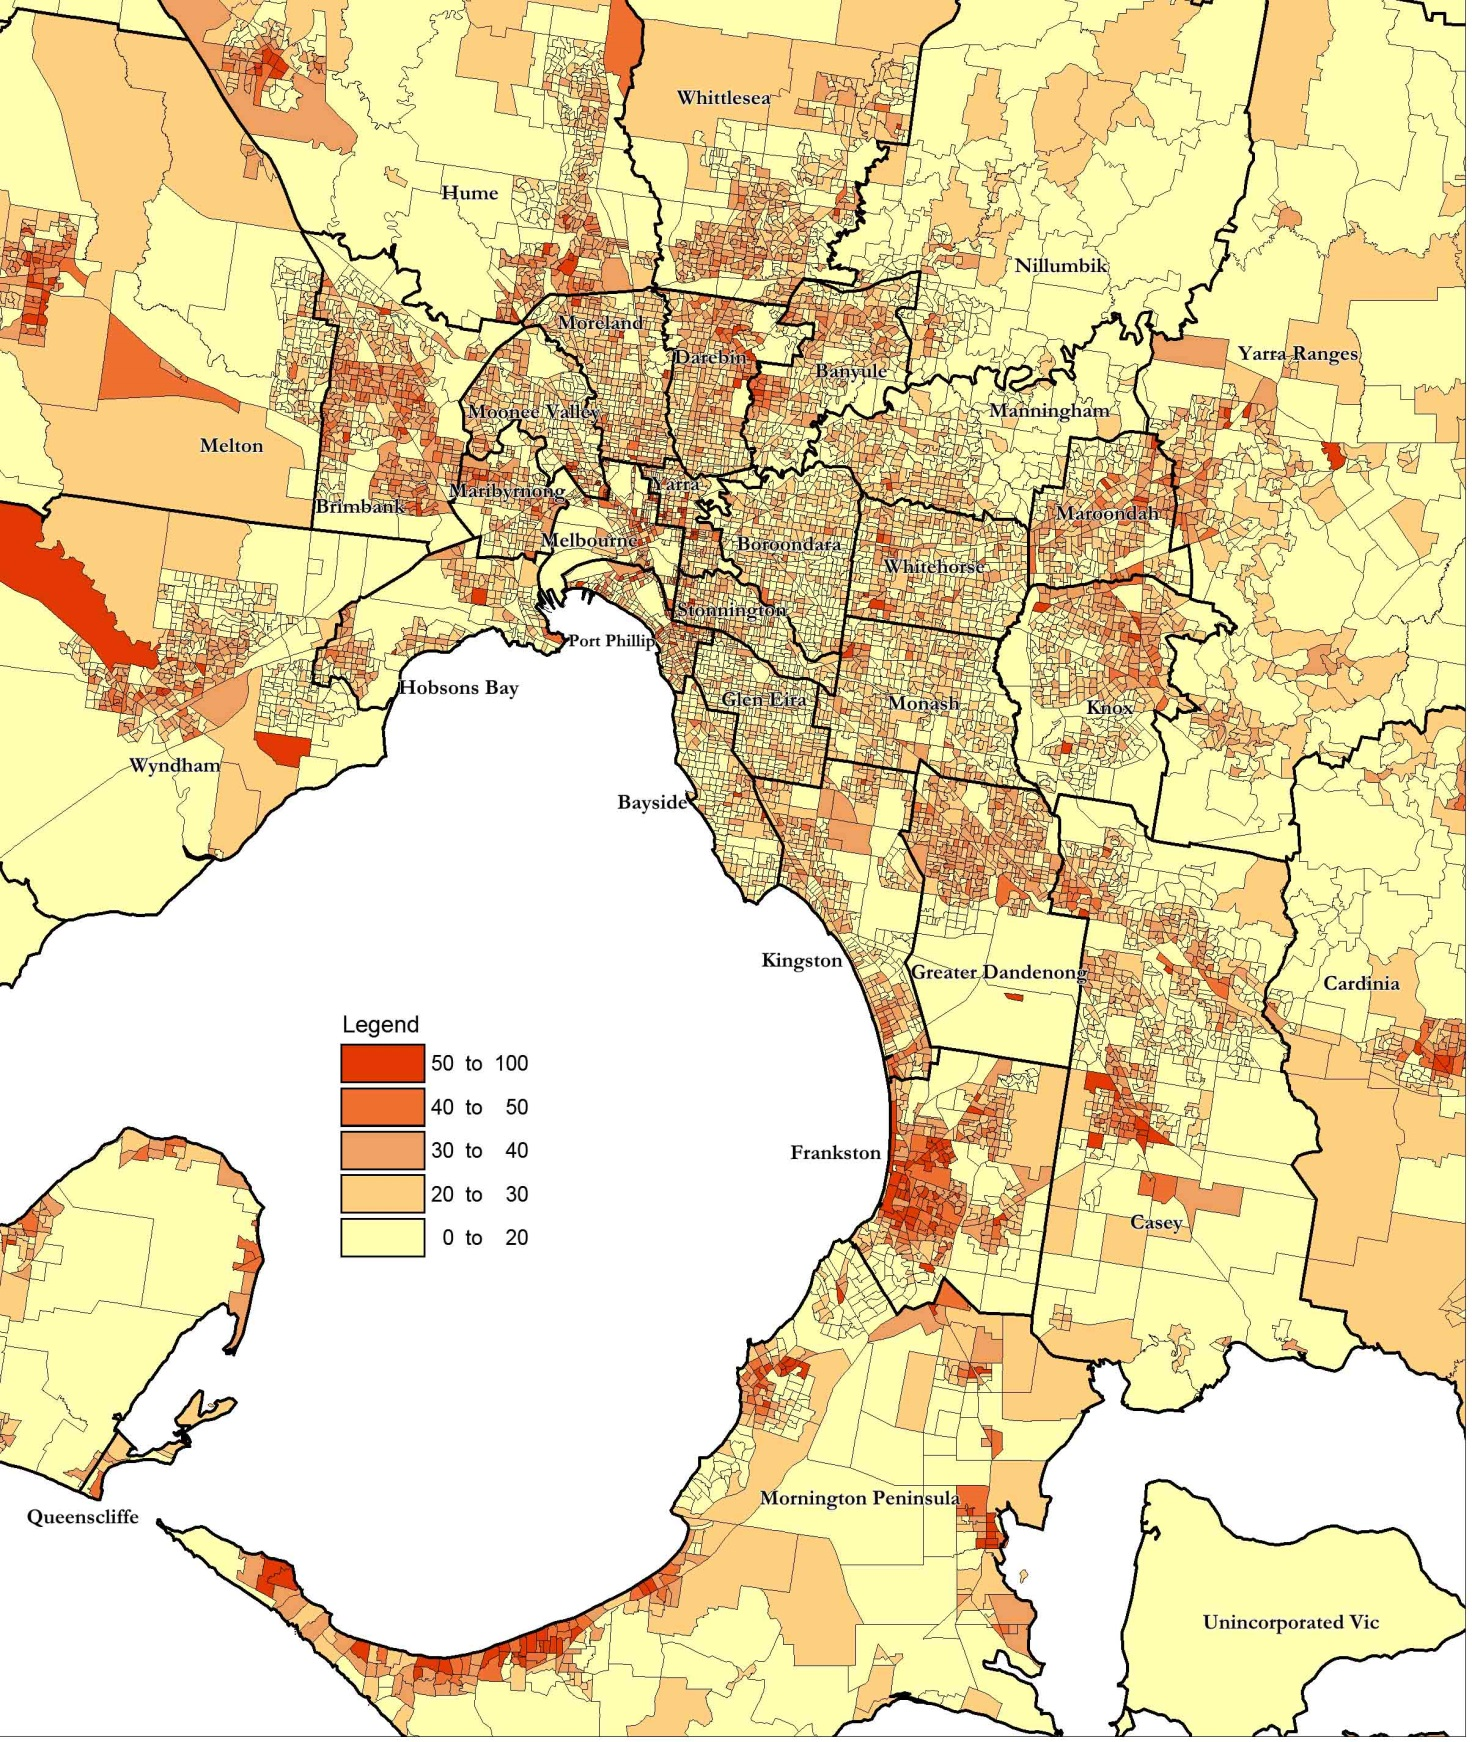 Whittlesea
Hume
Nillumbik
Moreland
Darebin
Yarra Ranges
Banyule
Moonee Valley
Manningham
Melton
Brimbank
Maribyrnong
Yarra
Maroondah
Melbourne
Boroondara
Whitehorse
Stonnington
Port Phillip
Hobsons Bay
Glen Eira
Monash
Knox
Wyndham
Bayside
Kingston
Greater Dandenong
Cardinia
Legend
50 to 100
40 to 50
30 to 40
20 to 30
0 to 20
Frankston
Casey
Mornington Peninsula
Queenscliffe
Unincorporated Vic